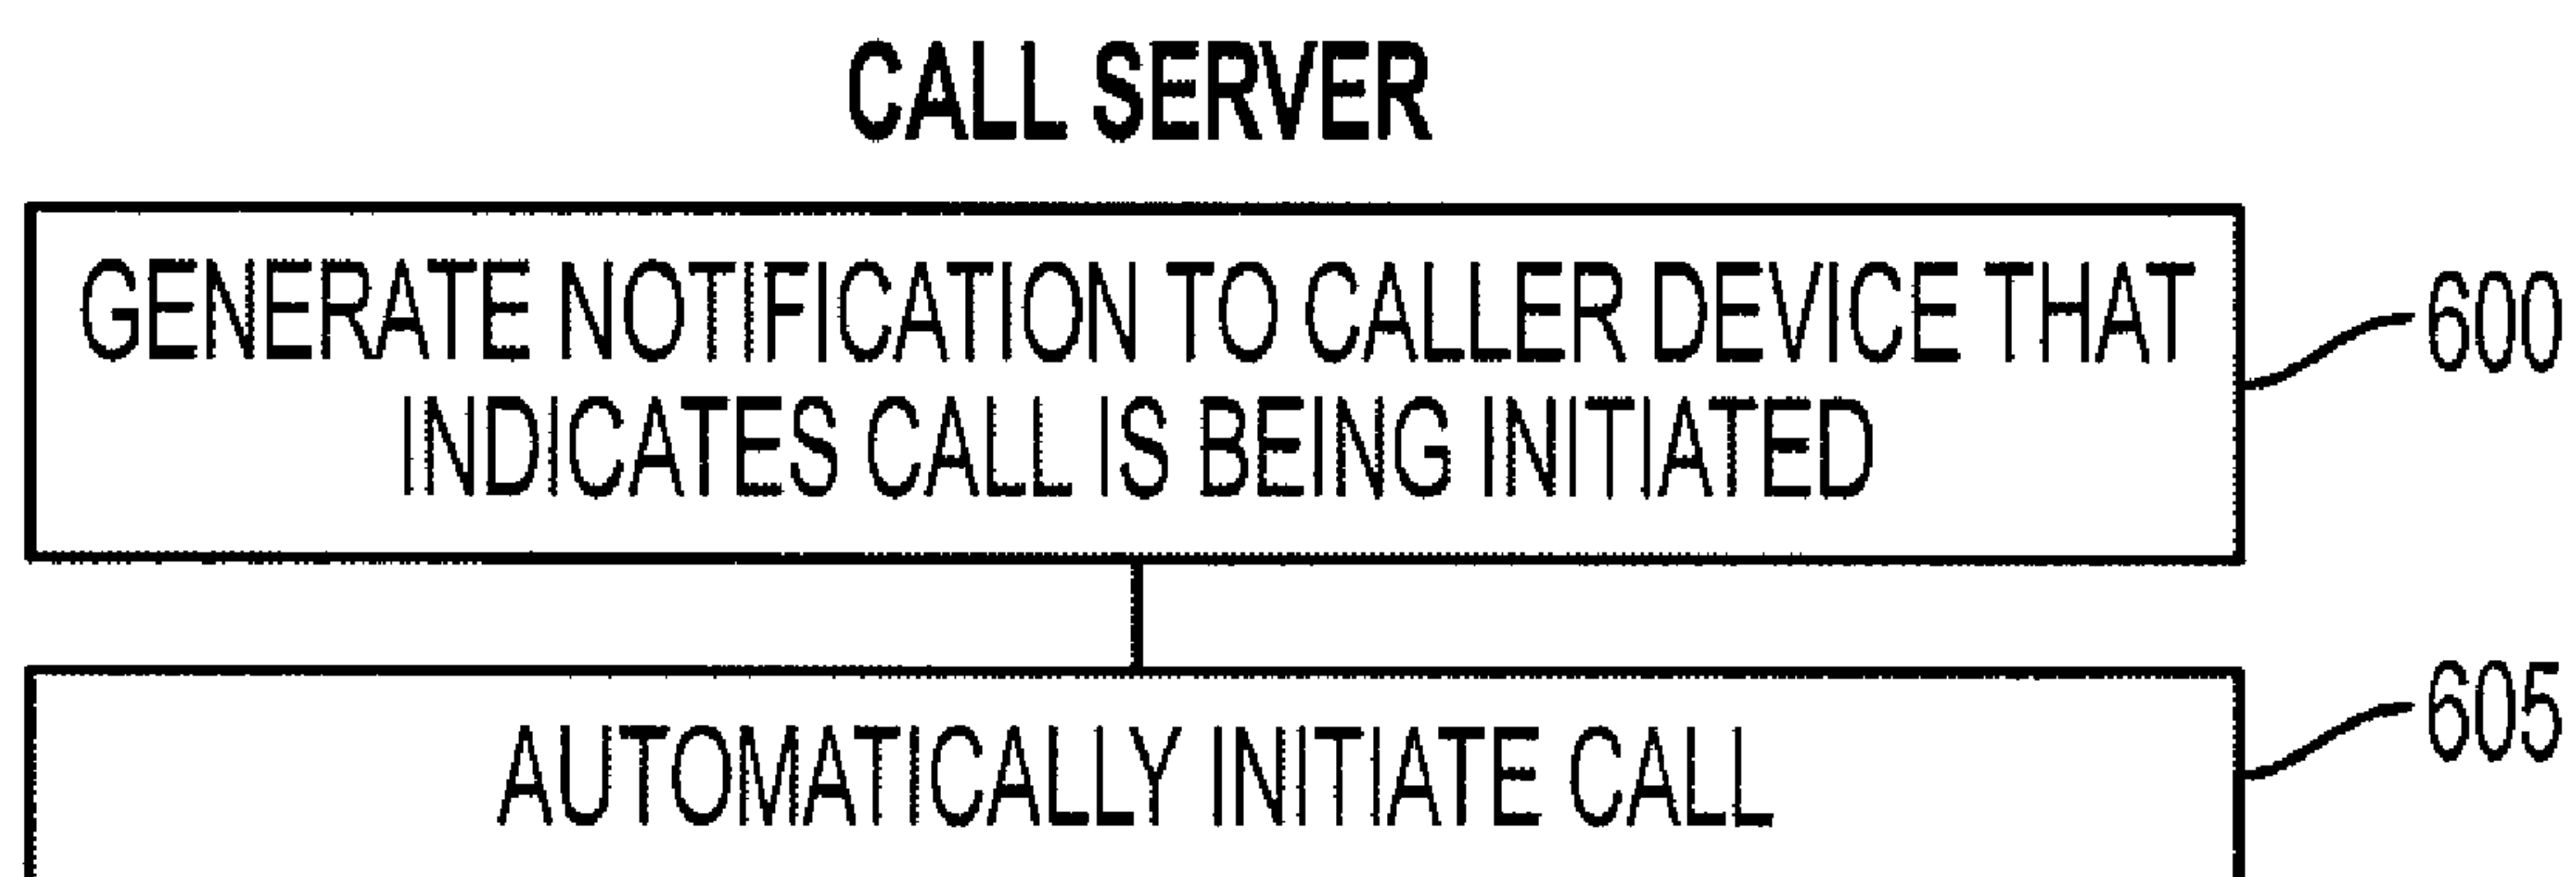 CALL SERVER
GENERATE NOTIFICATION TO CALLER DEVICE THAT
INDICATES CALL IS BEING INITIATED
600
AUTOMATICALLY INITIATE CALL
605